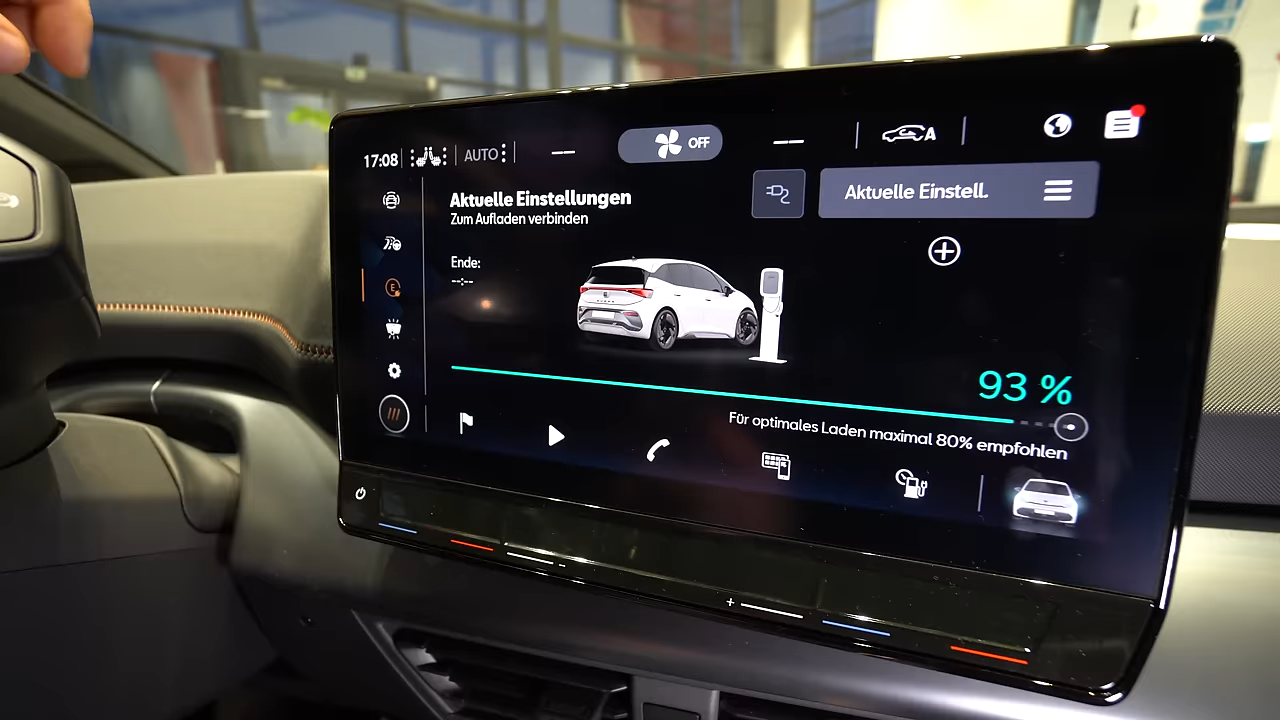 17:08
AUTO
OFF
A
Aktuelle Einstellungen
Zum Aufladen verbinden
Aktuelle Einstell.
Ende:
--:--
E
93 %
Für optimales Laden maximal 80% empfohlen
- +